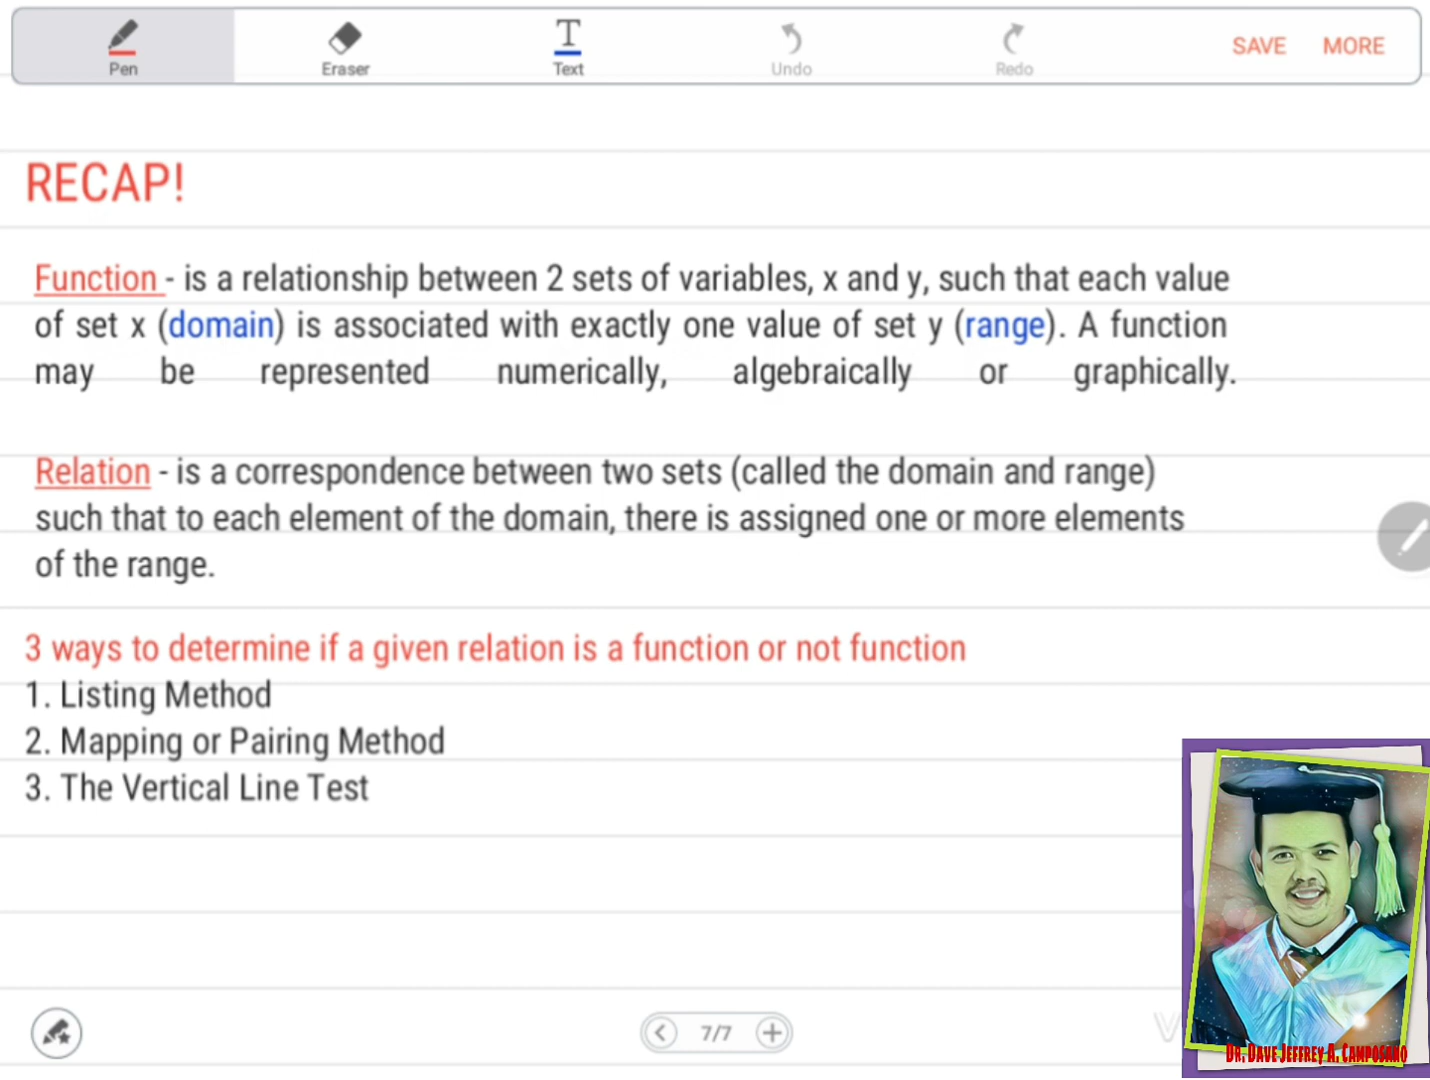 Pen
Eraser
Text
Undo
Redo
SAVE
MORE
RECAP!
Function - is a relationship between 2 sets of variables, x and y, such that each value
of set x (domain) is associated with exactly one value of set y (range). A function
may be represented numerically, algebraically or graphically.
Relation - is a correspondence between two sets (called the domain and range)
such that to each element of the domain, there is assigned one or more elements
of the range.
3 ways to determine if a given relation is a function or not function
1. Listing Method
2. Mapping or Pairing Method
3. The Vertical Line Test
7/7
DR. DAVE JEFFREY A. CAMPOSANO